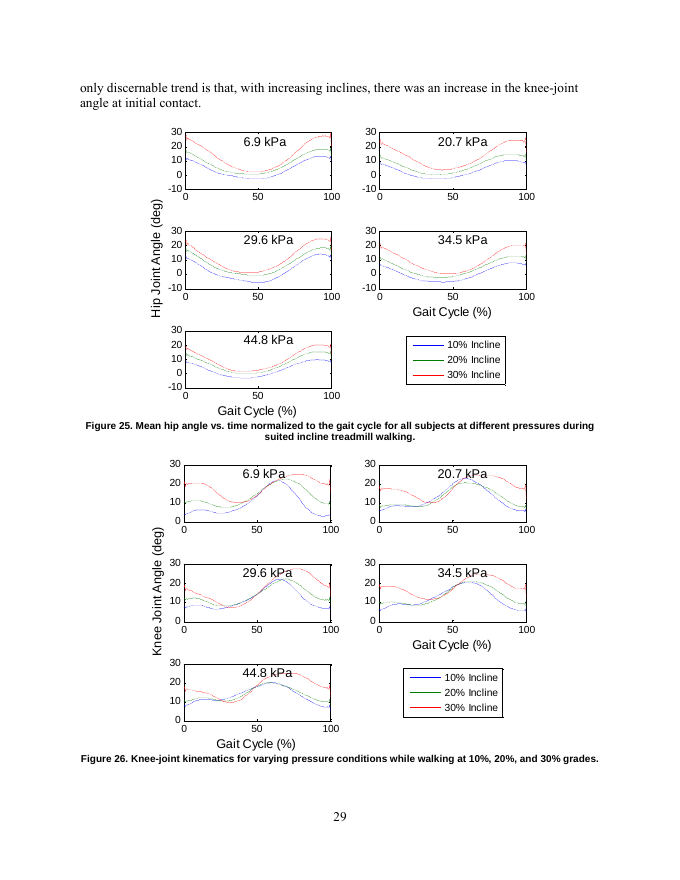 only discernable trend is that, with increasing inclines, there was an increase in the knee-joint
angle at initial contact.
Hip Joint Angle (deg)
6.9 kPa
30
20
10
0
-10
0 50 100
20.7 kPa
30
20
10
0
-10
0 50 100
29.6 kPa
30
20
10
0
-10
0 50 100
34.5 kPa
30
20
10
0
-10
0 50 100
Gait Cycle (%)
44.8 kPa
30
20
10
0
-10
0 50 100
Gait Cycle (%)
10% Incline
20% Incline
30% Incline
Figure 25. Mean hip angle vs. time normalized to the gait cycle for all subjects at different pressures during
suited incline treadmill walking.
Knee Joint Angle (deg)
6.9 kPa
30
20
10
0
0 50 100
20.7 kPa
30
20
10
0
0 50 100
29.6 kPa
30
20
10
0
0 50 100
34.5 kPa
30
20
10
0
0 50 100
Gait Cycle (%)
44.8 kPa
30
20
10
0
0 50 100
Gait Cycle (%)
10% Incline
20% Incline
30% Incline
Figure 26. Knee-joint kinematics for varying pressure conditions while walking at 10%, 20%, and 30% grades.
29